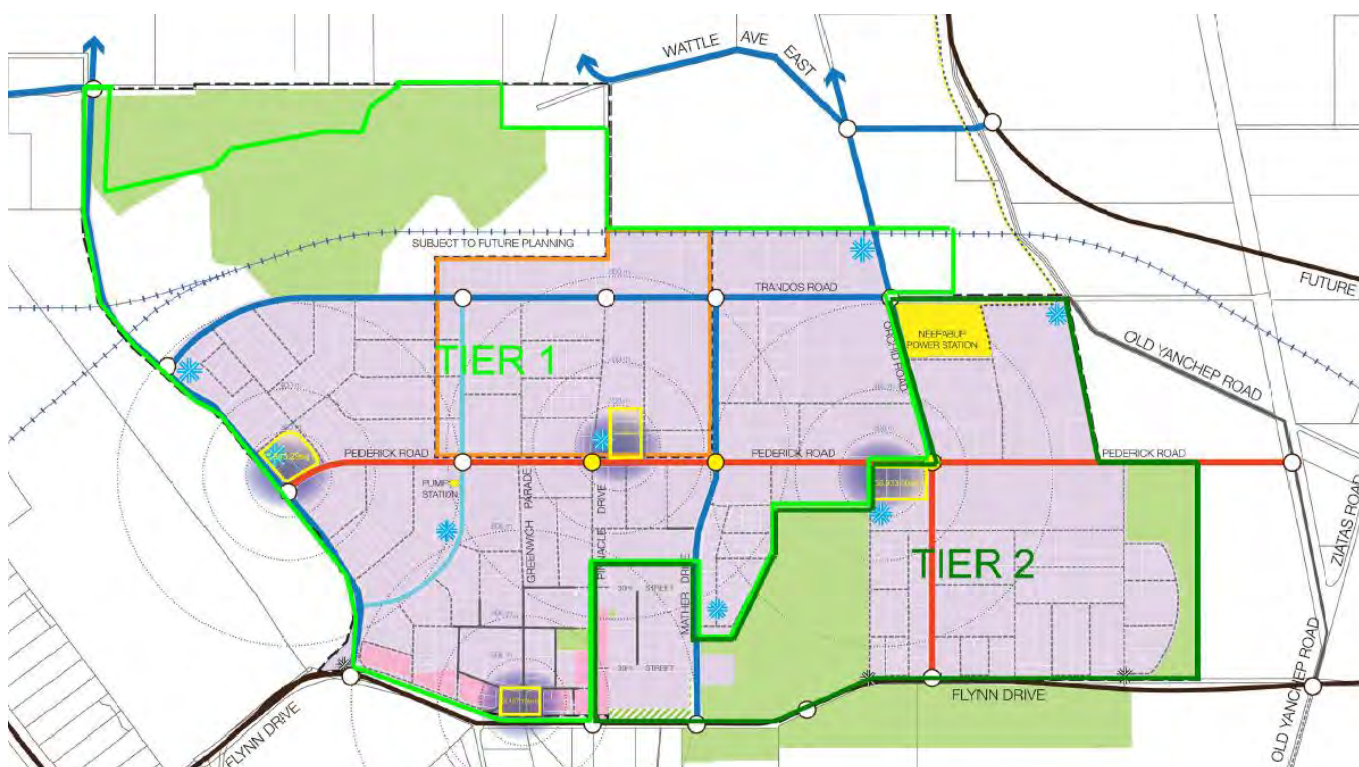 WATTLE AVE EAST
SUBJECT TO FUTURE PLANNING
TRANDOS ROAD
FUTURE
NEERABUP
POWER STATION
OLD YANCHEP ROAD
ORCHID ROAD
TIER 1
PEDERICK ROAD
PEDERICK ROAD
PEDERICK ROAD
PUMP
STATION
GREENWICH PARADE
PINNACLE DRIVE
MATHER DRIVE
STREET
STREET
TIER 2
ZIATAS ROAD
OLD YANCHEP ROAD
FLYNN DRIVE
FLYNN DRIVE